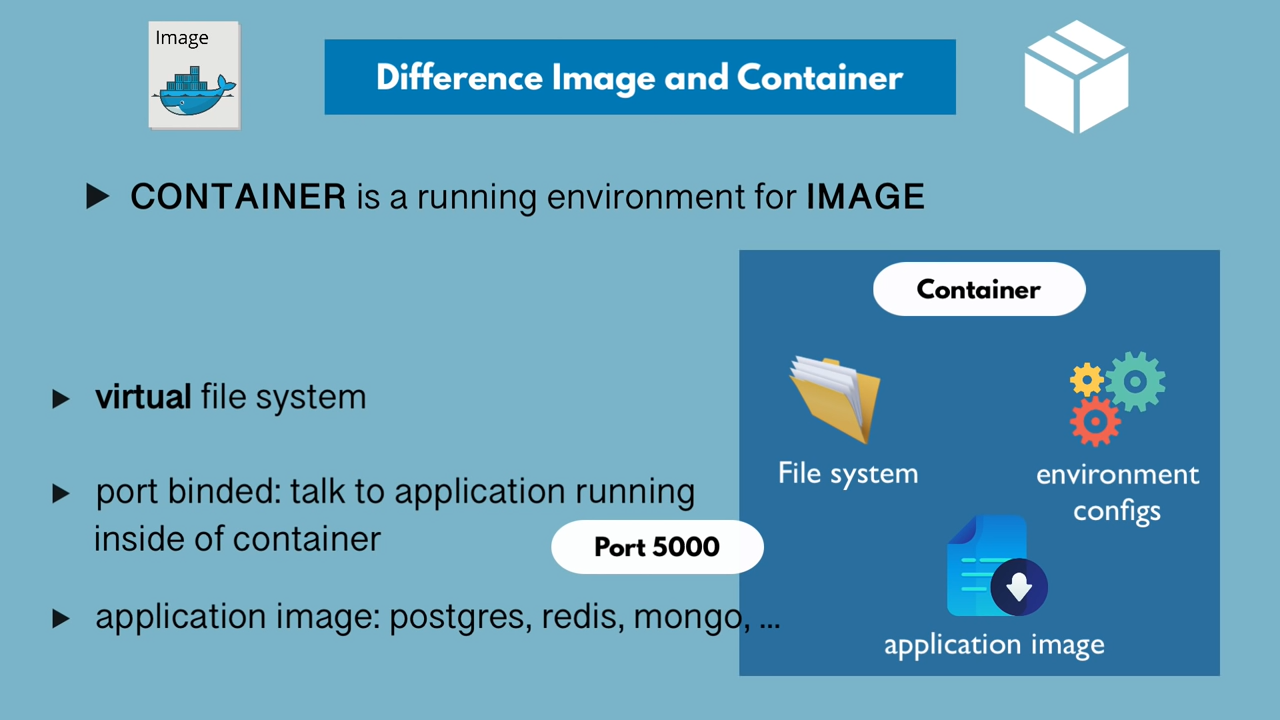 Image
Difference Image and Container
CONTAINER is a running environment for IMAGE
Container
virtual file system
File system
environment
configs
port binded: talk to application running
inside of container
Port 5000
application image: postgres, redis, mongo, ...
application image